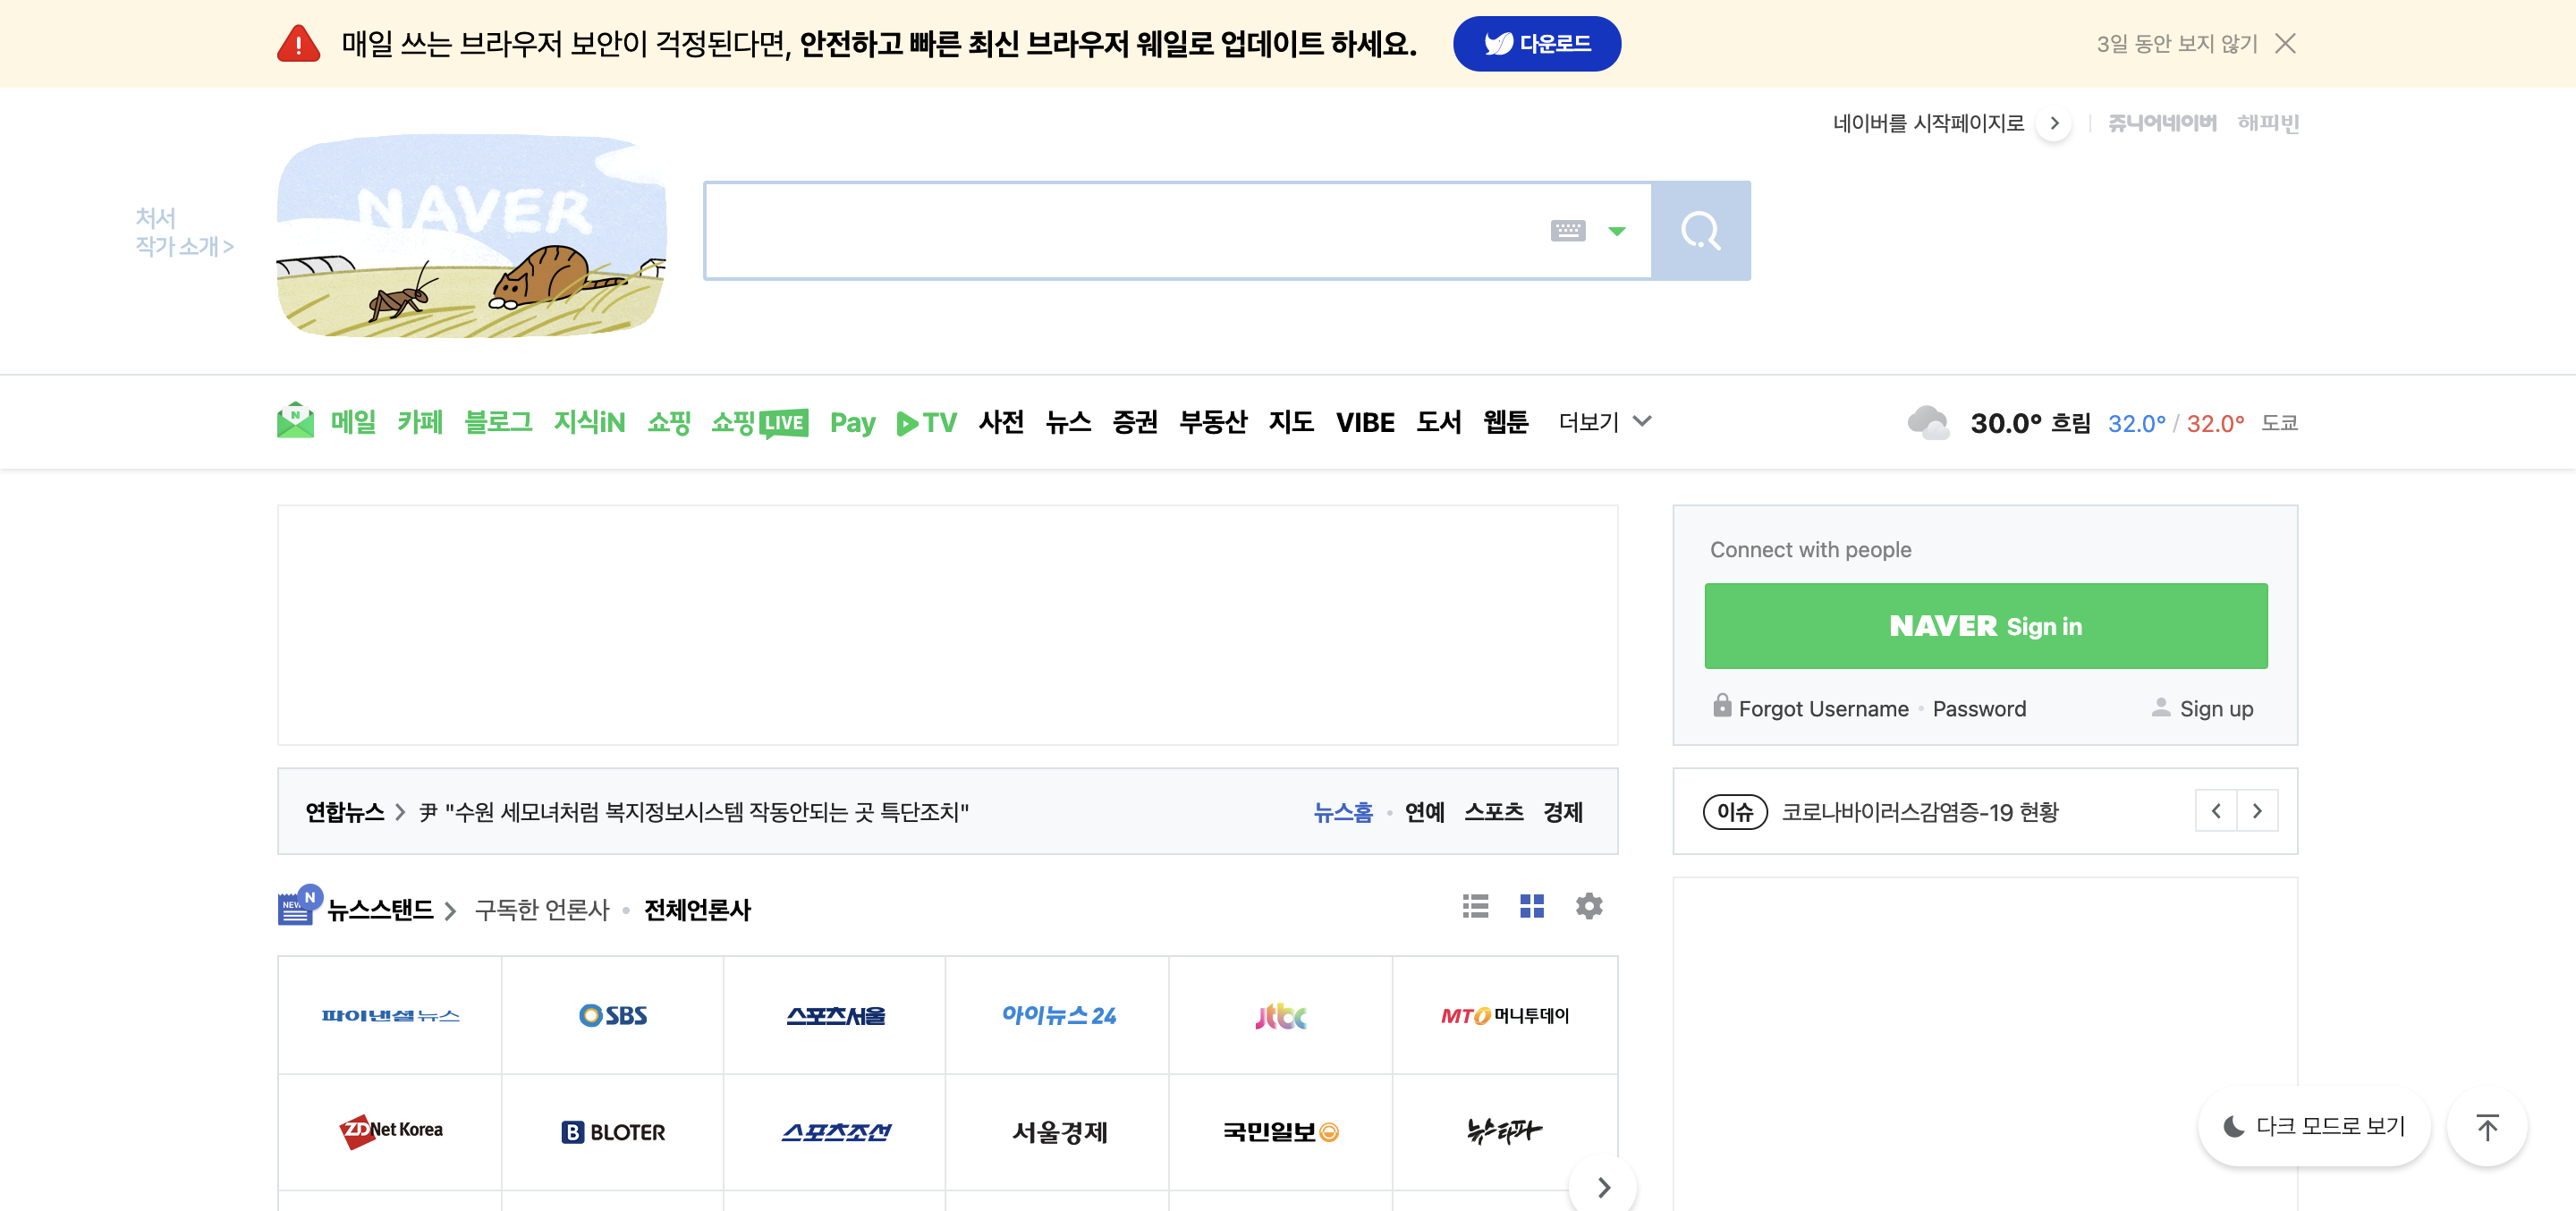 매일 쓰는 브라우저 보안이 걱정된다면, 안전하고 빠른 최신 브라우저 웨일로 업데이트 하세요. 다운로드 3일 동안 보지 않기
네이버를 시작페이지로 쥬니어네이버 해피빈
처서
작가 소개 >
NAVER
N 메일 카페 블로그 지식iN 쇼핑 쇼핑LIVE Pay TV 사전 뉴스 증권 부동산 지도 VIBE 도서 웹툰 더보기 30.0° 흐림 32.0° / 32.0° 도쿄
Connect with people
NAVER Sign in
Forgot Username · Password Sign up
연합뉴스 > 尹 "수원 세모녀처럼 복지정보시스템 작동안되는 곳 특단조치" 뉴스홈 · 연예 스포츠 경제
이슈 코로나바이러스감염증-19 현황
NEW N 뉴스스탠드 > 구독한 언론사 · 전체언론사
파이낸셜뉴스 SBS 스포츠서울 아이뉴스24 jtbc MT 머니투데이
ZDNet Korea B BLOTER 스포츠조선 서울경제 국민일보 뉴스타파
다크 모드로 보기